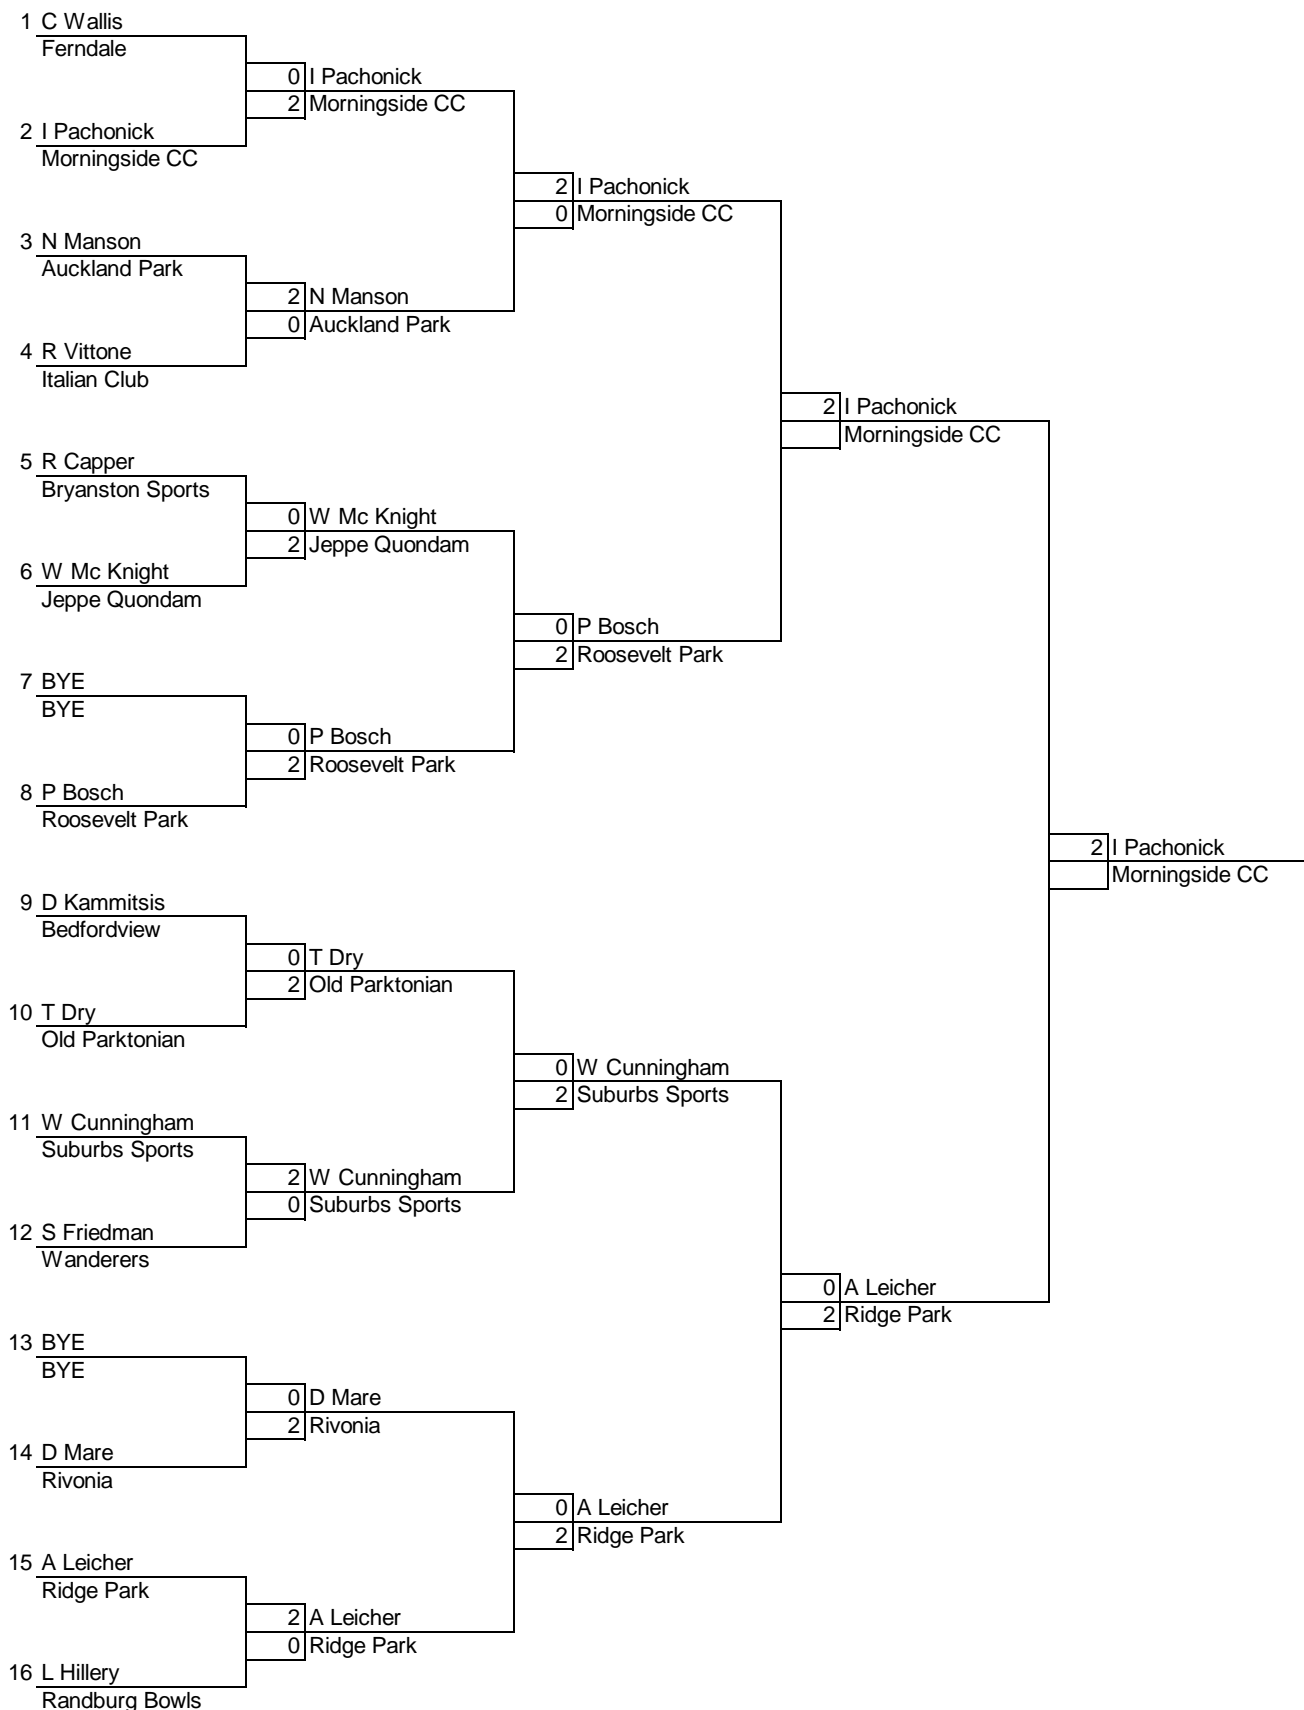 1 C Wallis
Ferndale
0 I Pachonick
2 Morningside CC
2 I Pachonick
Morningside CC
2 I Pachonick
0 Morningside CC
3 N Manson
Auckland Park
2 N Manson
0 Auckland Park
4 R Vittone
Italian Club
2 I Pachonick
Morningside CC
5 R Capper
Bryanston Sports
0 W Mc Knight
2 Jeppe Quondam
6 W Mc Knight
Jeppe Quondam
0 P Bosch
2 Roosevelt Park
7 BYE
BYE
0 P Bosch
2 Roosevelt Park
8 P Bosch
Roosevelt Park
2 I Pachonick
Morningside CC
9 D Kammitsis
Bedfordview
0 T Dry
2 Old Parktonian
10 T Dry
Old Parktonian
0 W Cunningham
2 Suburbs Sports
11 W Cunningham
Suburbs Sports
2 W Cunningham
0 Suburbs Sports
12 S Friedman
Wanderers
0 A Leicher
2 Ridge Park
13 BYE
BYE
0 D Mare
2 Rivonia
14 D Mare
Rivonia
0 A Leicher
2 Ridge Park
15 A Leicher
Ridge Park
2 A Leicher
0 Ridge Park
16 L Hillery
Randburg Bowls